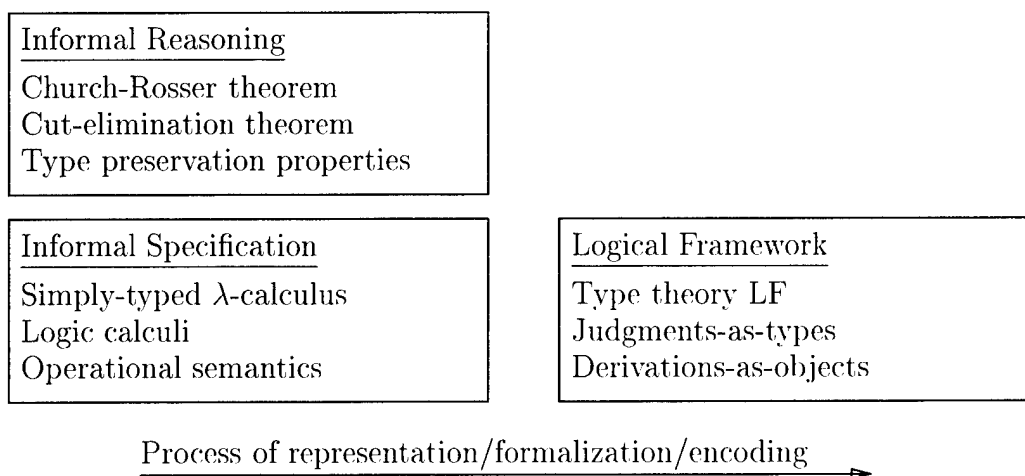 Informal Reasoning
Church-Rosser theorem
Cut-elimination theorem
Type preservation properties
Informal Specification
Simply-typed λ-calculus
Logic calculi
Operational semantics
Logical Framework
Type theory LF
Judgments-as-types
Derivations-as-objects
Process of representation/formalization/encoding